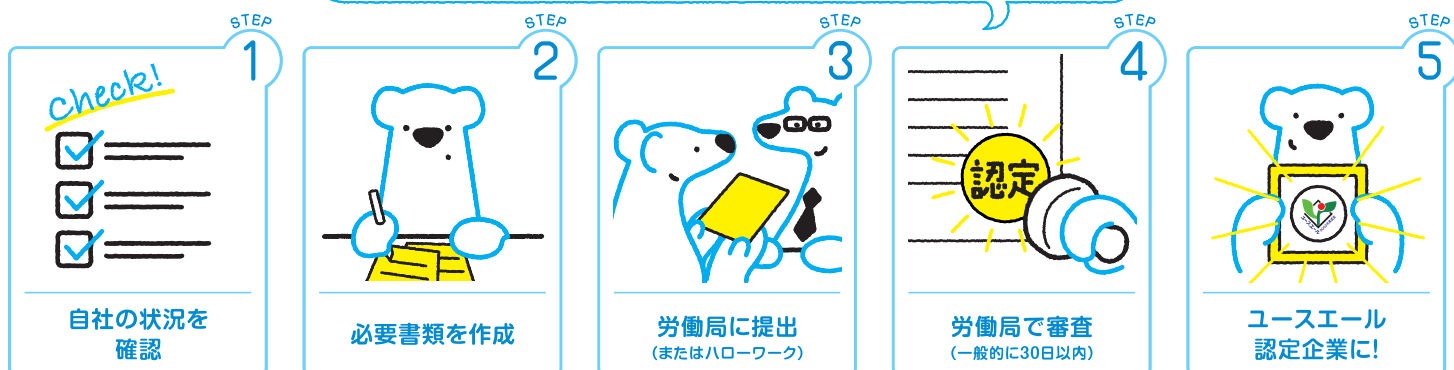 STEP
1
Check!
自社の状況を
確認
STEP
2
必要書類を作成
STEP
3
労働局に提出
(またはハローワーク)
STEP
4
認定
労働局で審査
(一般的に30日以内)
STEP
5
ユースエール
認定企業に!